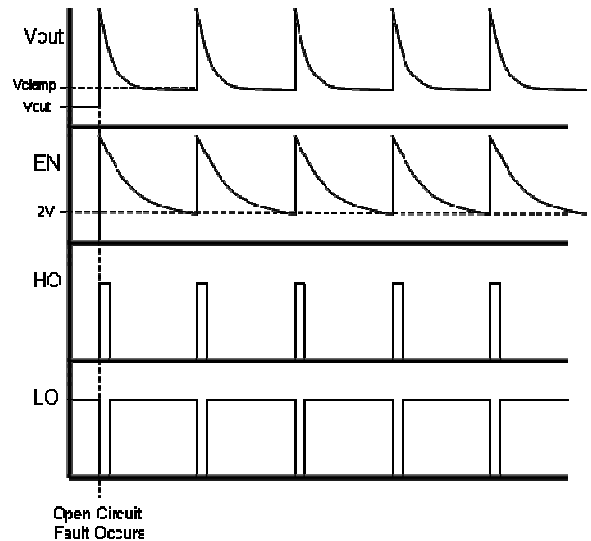 Vout
Vclamp
Vout
EN
2V
HO
LO
Open Circuit
Fault Occurs